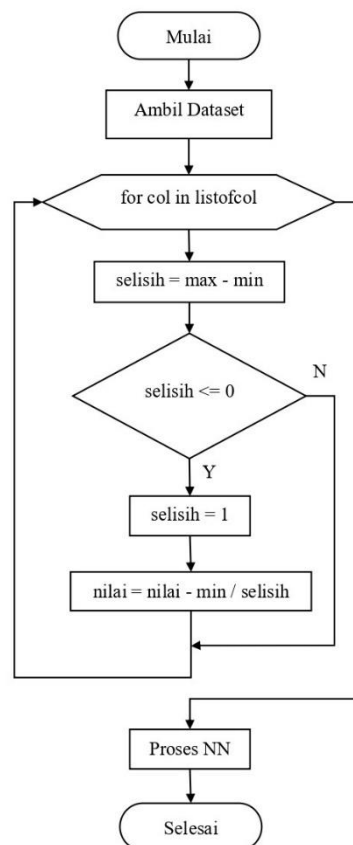 Mulai
Ambil Dataset
for col in listofcol
selisih = max - min
selisih <= 0
N
Y
selisih = 1
nilai = nilai - min / selisih
Proses NN
Selesai